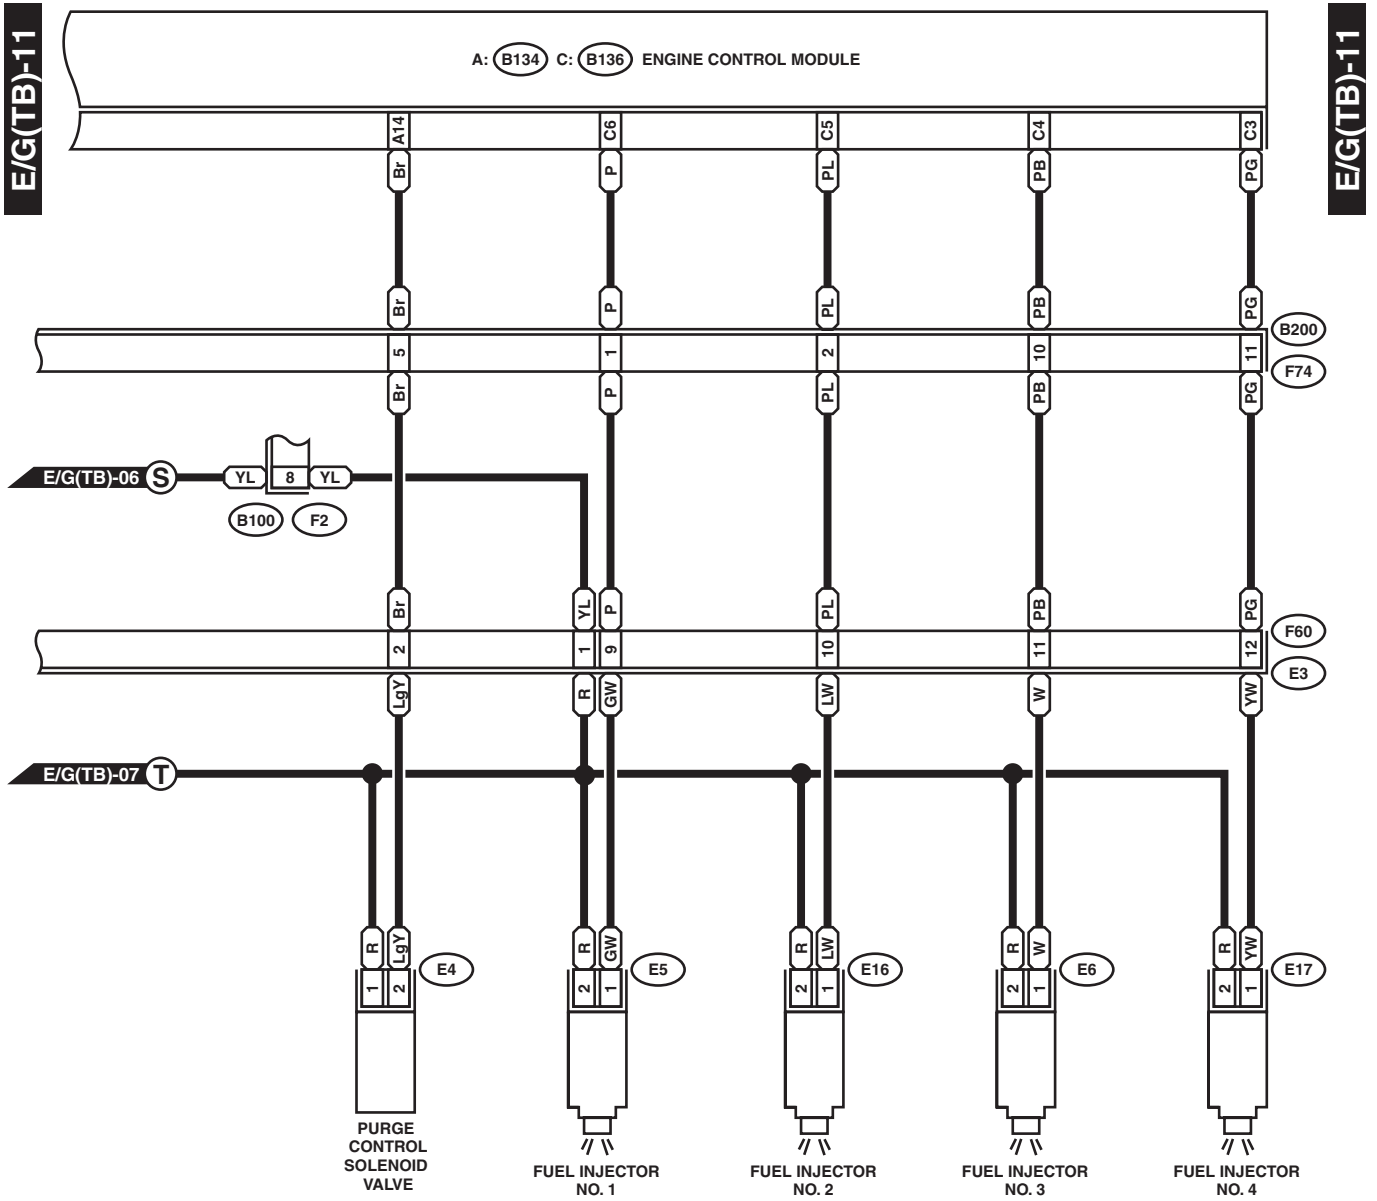 E/G(TB)-11
E/G(TB)-11
A: B134 C: B136 ENGINE CONTROL MODULE
A14 C6 C5 C4 C3
Br P PL PB PG
Br P PL PB PG
B200
5 1 2 10 11
F74
Br P PL PB PG
E/G(TB)-06 S YL 8 YL
B100 F2
Br YL P PL PB PG
F60
2 1 9 10 11 12
E3
LgY R GW LW W YW
E/G(TB)-07 T
R LgY R GW R LW R W R YW
E4 E5 E16 E6 E17
1 2 2 1 2 1 2 1 2 1
PURGE
CONTROL
SOLENOID
VALVE
FUEL INJECTOR
NO. 1
FUEL INJECTOR
NO. 2
FUEL INJECTOR
NO. 3
FUEL INJECTOR
NO. 4